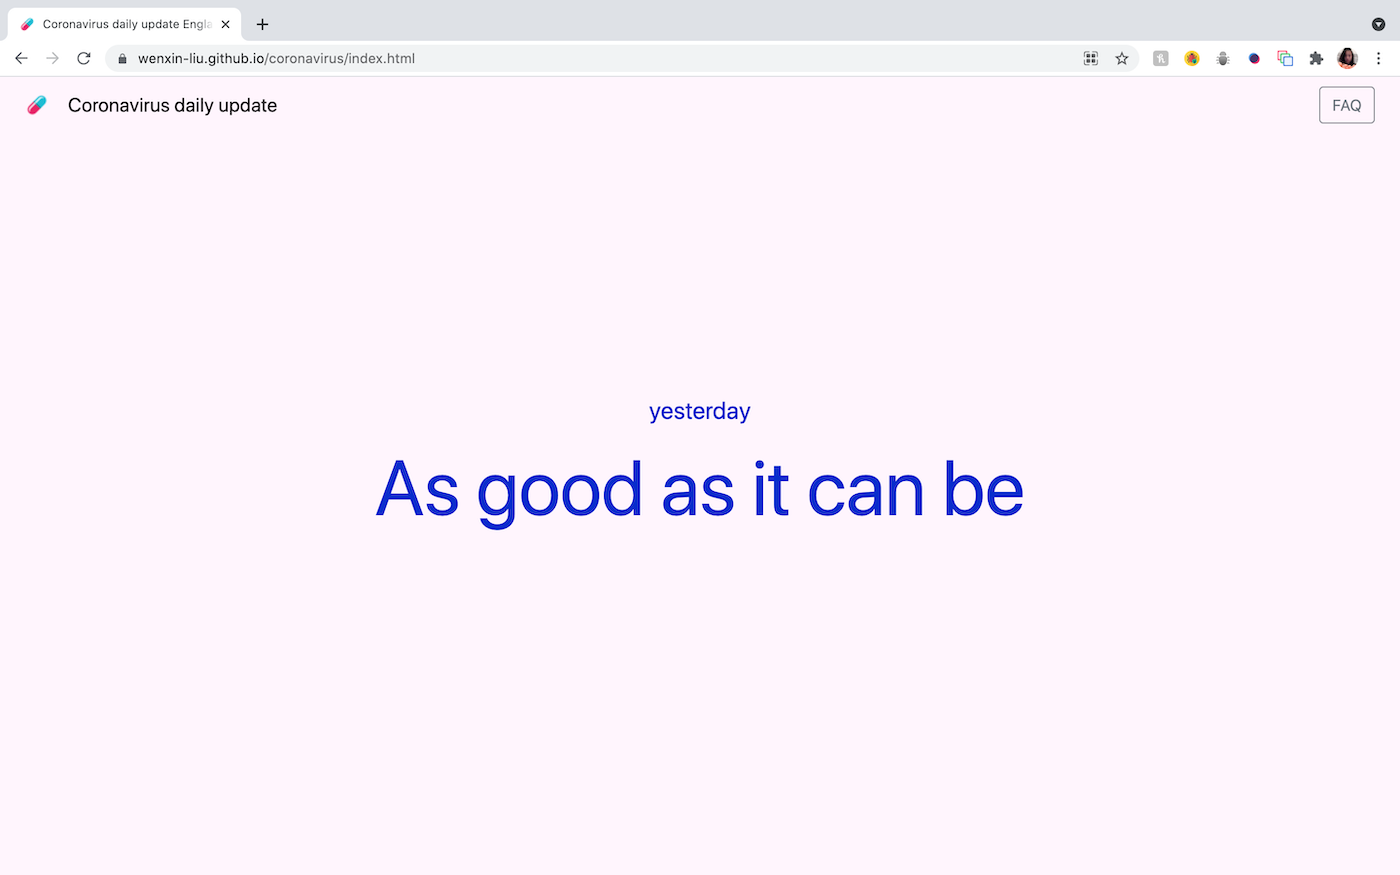 Coronavirus daily update Engla
wenxin-liu.github.io/coronavirus/index.html
Coronavirus daily update
FAQ
yesterday
As good as it can be